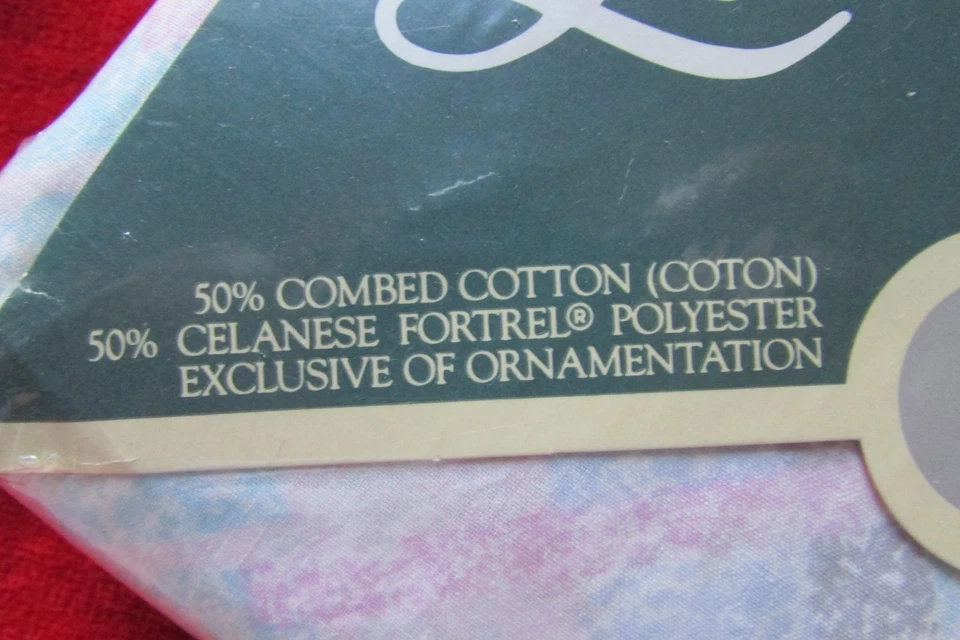 50% COMBED COTTON (COTON)
50% CELANESE FORTREL® POLYESTER
EXCLUSIVE OF ORNAMENTATION